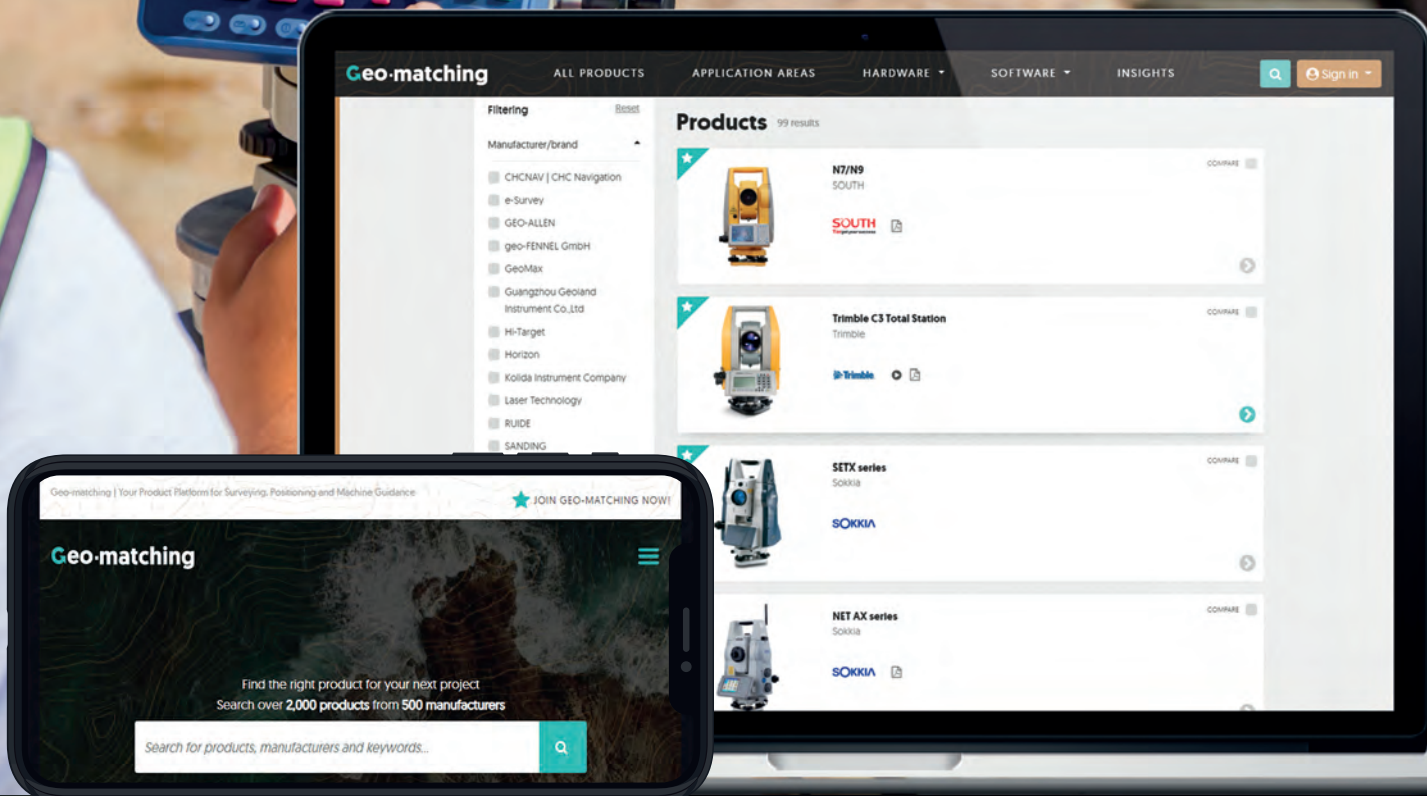 Geo-matching
ALL PRODUCTS
APPLICATION AREAS
HARDWARE
SOFTWARE
INSIGHTS
Sign in
Filtering
Reset
Manufacturer/brand
CHCNAV | CHC Navigation
e-Survey
GEO-ALLEN
geo-FENNEL GmbH
GeoMax
Guangzhou Geoland
Instrument Co.,Ltd
Hi-Target
Horizon
Kolida Instrument Company
Laser Technology
RUIDE
SANDING
Products 99 results
N7/N9
COMPARE
SOUTH
SOUTH
Trimble C3 Total Station
COMPARE
Trimble
Trimble
SETX series
COMPARE
Sokkia
SOKKIA
NET AX series
COMPARE
Sokkia
SOKKIA
Geo-matching | Your Product Platform for Surveying, Positioning and Machine Guidance
JOIN GEO-MATCHING NOW!
Geo-matching
Find the right product for your next project
Search over 2,000 products from 500 manufacturers
Search for products, manufacturers and keywords...